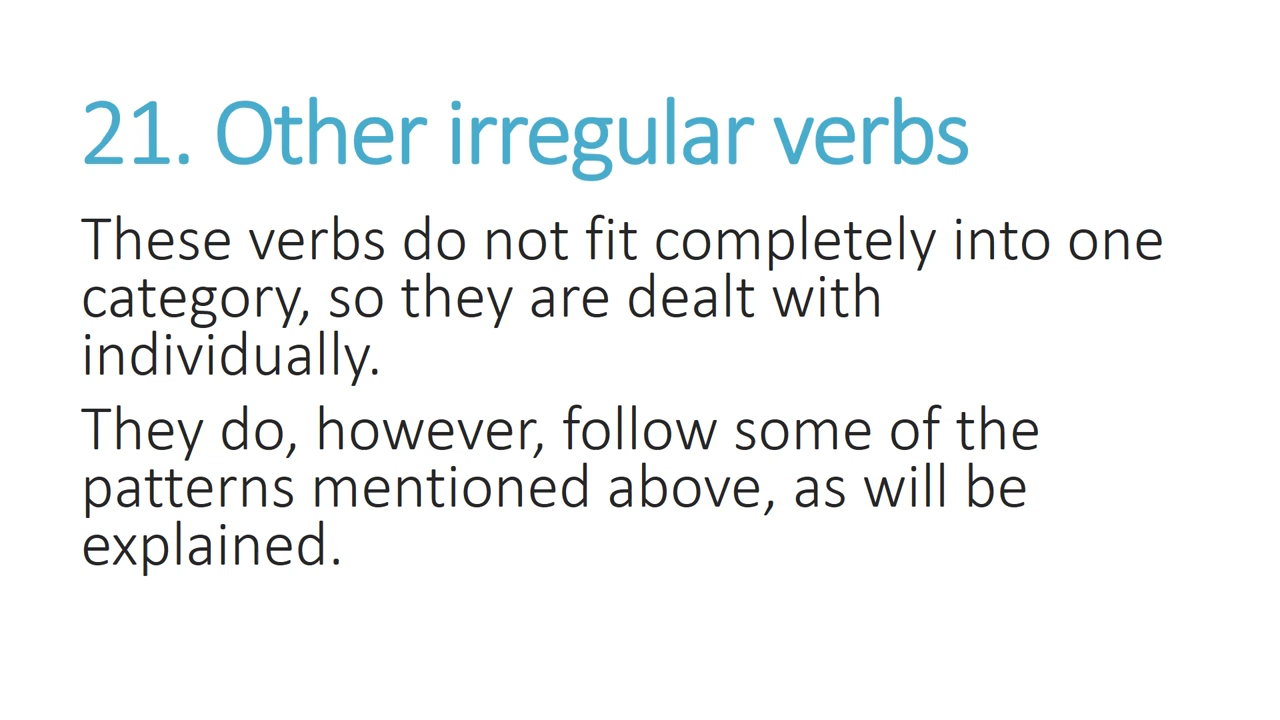 21. Other irregular verbs
These verbs do not fit completely into one
category, so they are dealt with
individually.
They do, however, follow some of the
patterns mentioned above, as will be
explained.